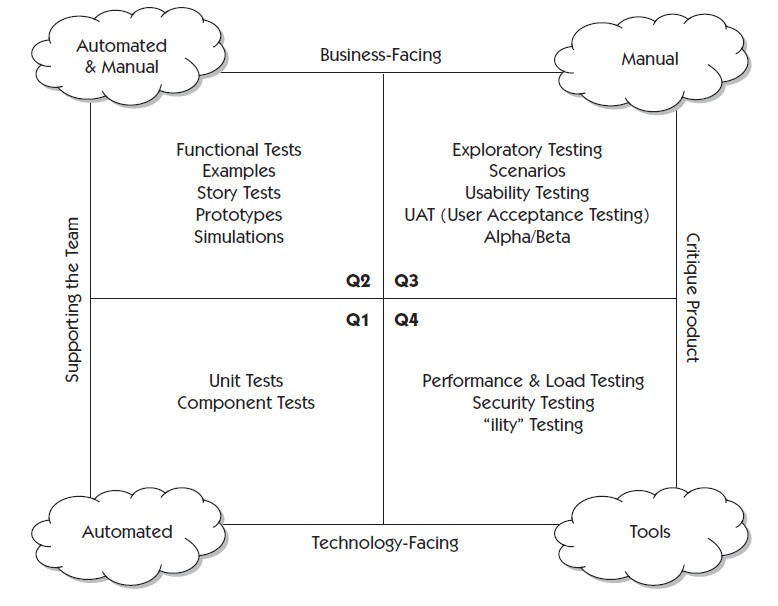 Automated
& Manual
Business-Facing
Manual
Functional Tests
Examples
Story Tests
Prototypes
Simulations
Exploratory Testing
Scenarios
Usability Testing
UAT (User Acceptance Testing)
Alpha/Beta
Supporting the Team
Critique Product
Q2
Q3
Q1
Q4
Unit Tests
Component Tests
Performance & Load Testing
Security Testing
“ility” Testing
Automated
Technology-Facing
Tools